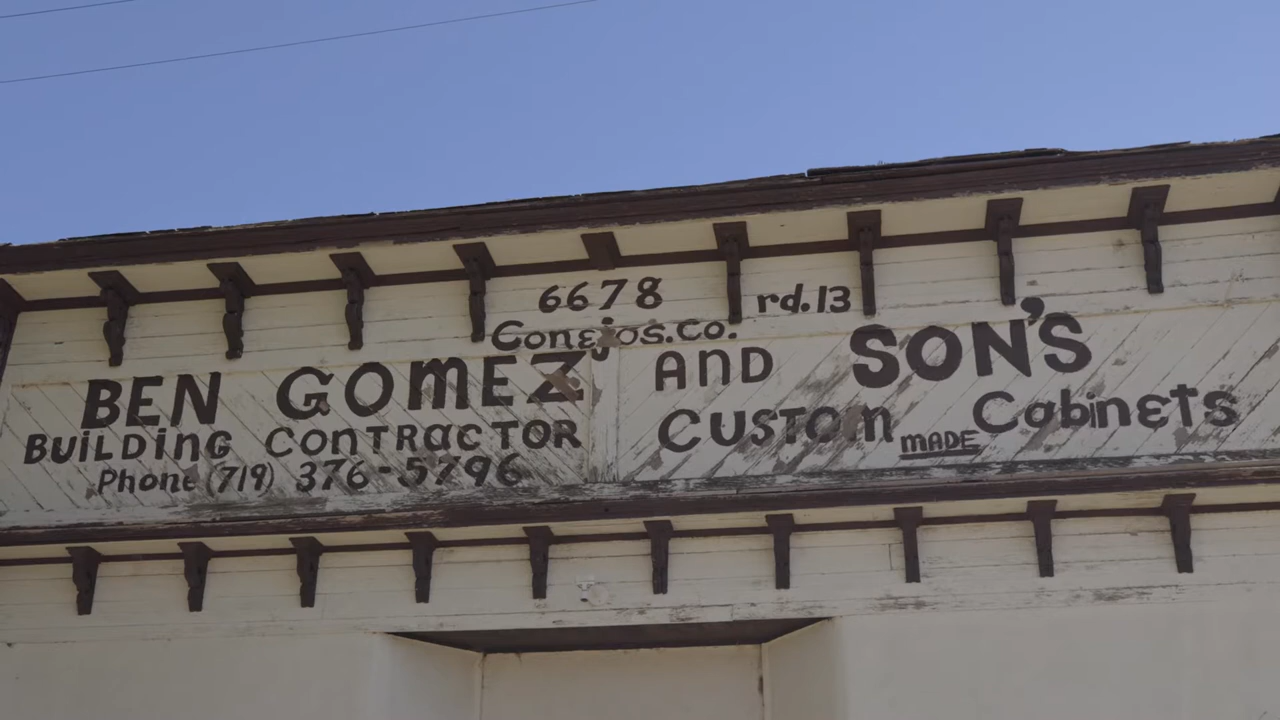 6678 rd.13
Conejos.co.
BEN GOMEZ AND SON'S
BUILDING CONTRACTOR CUSTOM MADE Cabinets
Phone (719) 376-5796